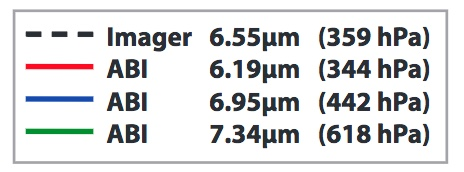 Imager 6.55µm (359 hPa)
ABI 6.19µm (344 hPa)
ABI 6.95µm (442 hPa)
ABI 7.34µm (618 hPa)